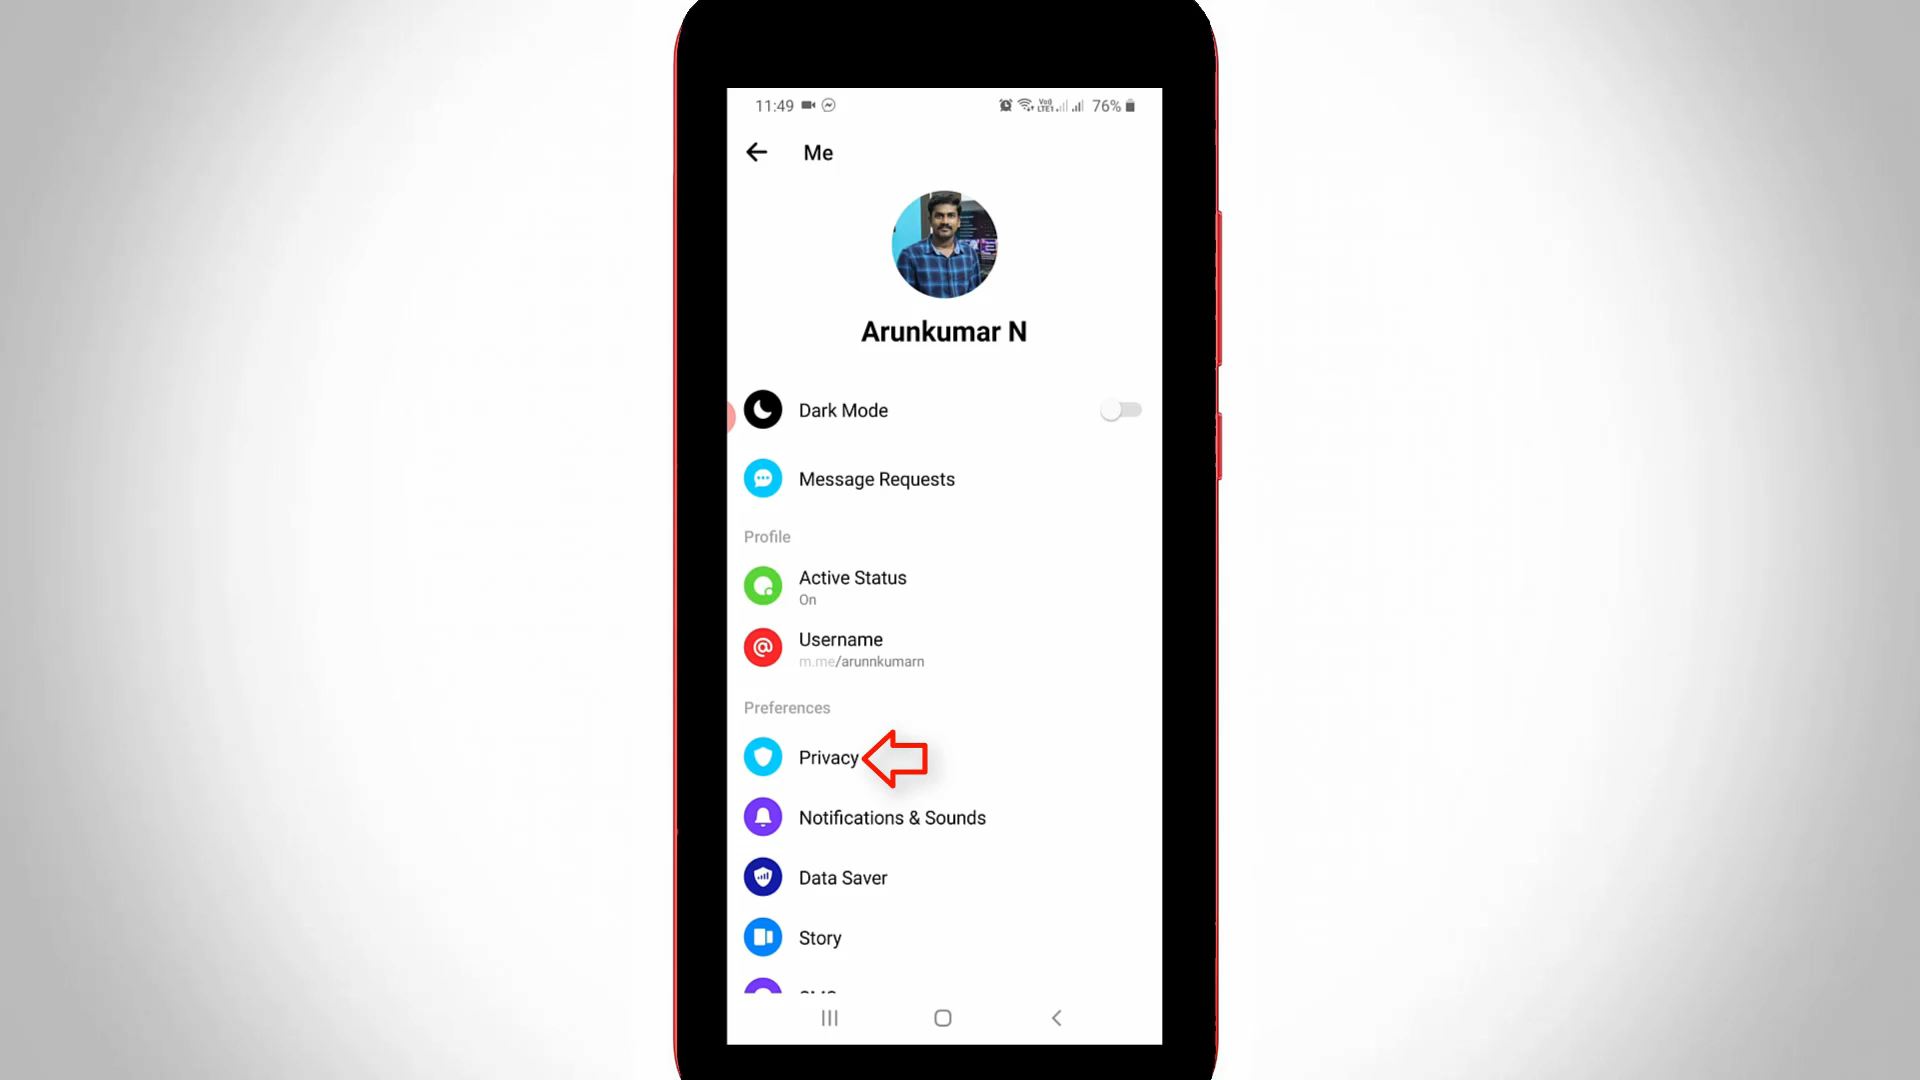 11:49 76%
Me
Arunkumar N
Dark Mode
Message Requests
Profile
Active Status
On
Username
m.me/arunnkumarn
Preferences
Privacy
Notifications & Sounds
Data Saver
Story